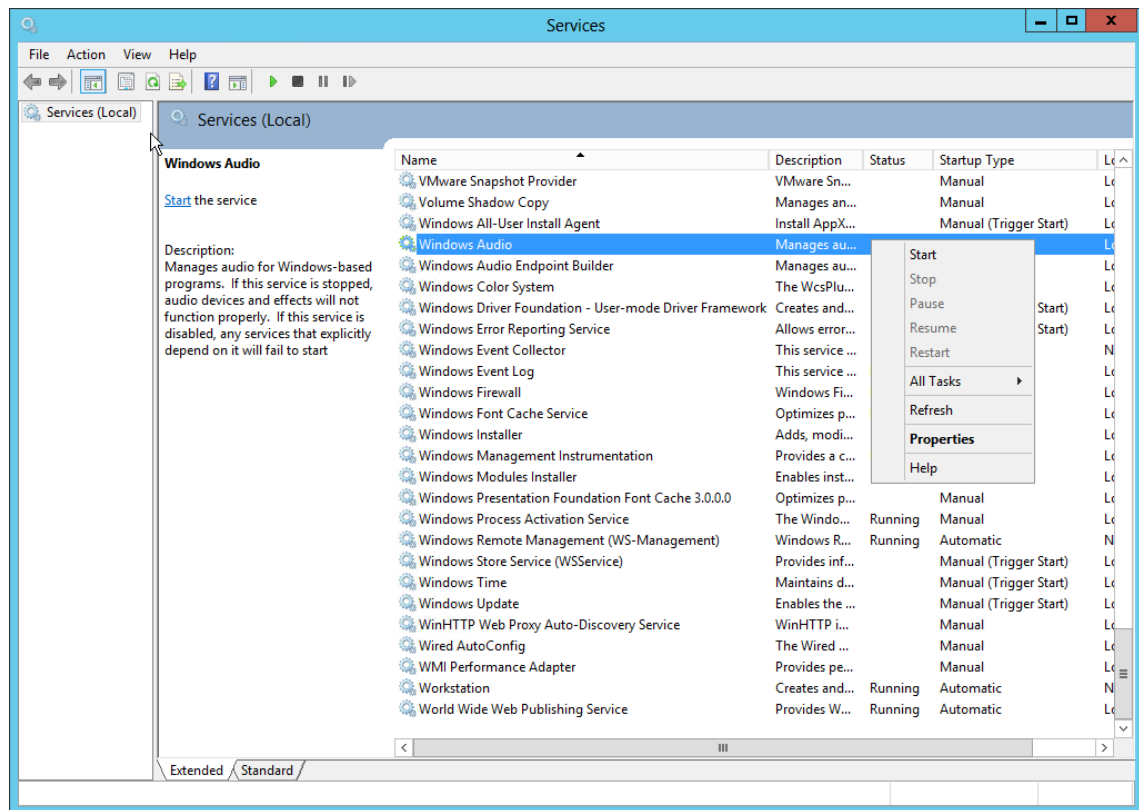 Services
File Action View Help
Services (Local)
Services (Local)
Windows Audio
Start the service
Description:
Manages audio for Windows-based
programs. If this service is stopped,
audio devices and effects will not
function properly. If this service is
disabled, any services that explicitly
depend on it will fail to start
Name Description Status Startup Type
VMware Snapshot Provider VMware Sn... Manual
Volume Shadow Copy Manages an... Manual
Windows All-User Install Agent Install AppX... Manual (Trigger Start)
Windows Audio Manages au...
Windows Audio Endpoint Builder Manages au...
Windows Color System The WcsPlu...
Windows Driver Foundation - User-mode Driver Framework Creates and... Start)
Windows Error Reporting Service Allows error... Start)
Windows Event Collector This service ...
Windows Event Log This service ...
Windows Firewall Windows Fi...
Windows Font Cache Service Optimizes p...
Windows Installer Adds, modi...
Windows Management Instrumentation Provides a c...
Windows Modules Installer Enables inst...
Windows Presentation Foundation Font Cache 3.0.0.0 Optimizes p... Manual
Windows Process Activation Service The Windo... Running Manual
Windows Remote Management (WS-Management) Windows R... Running Automatic
Windows Store Service (WSService) Provides inf... Manual (Trigger Start)
Windows Time Maintains d... Manual (Trigger Start)
Windows Update Enables the ... Manual (Trigger Start)
WinHTTP Web Proxy Auto-Discovery Service WinHTTP i... Manual
Wired AutoConfig The Wired ... Manual
WMI Performance Adapter Provides pe... Manual
Workstation Creates and... Running Automatic
World Wide Web Publishing Service Provides W... Running Automatic
Start
Stop
Pause
Resume
Restart
All Tasks
Refresh
Properties
Help
Extended Standard